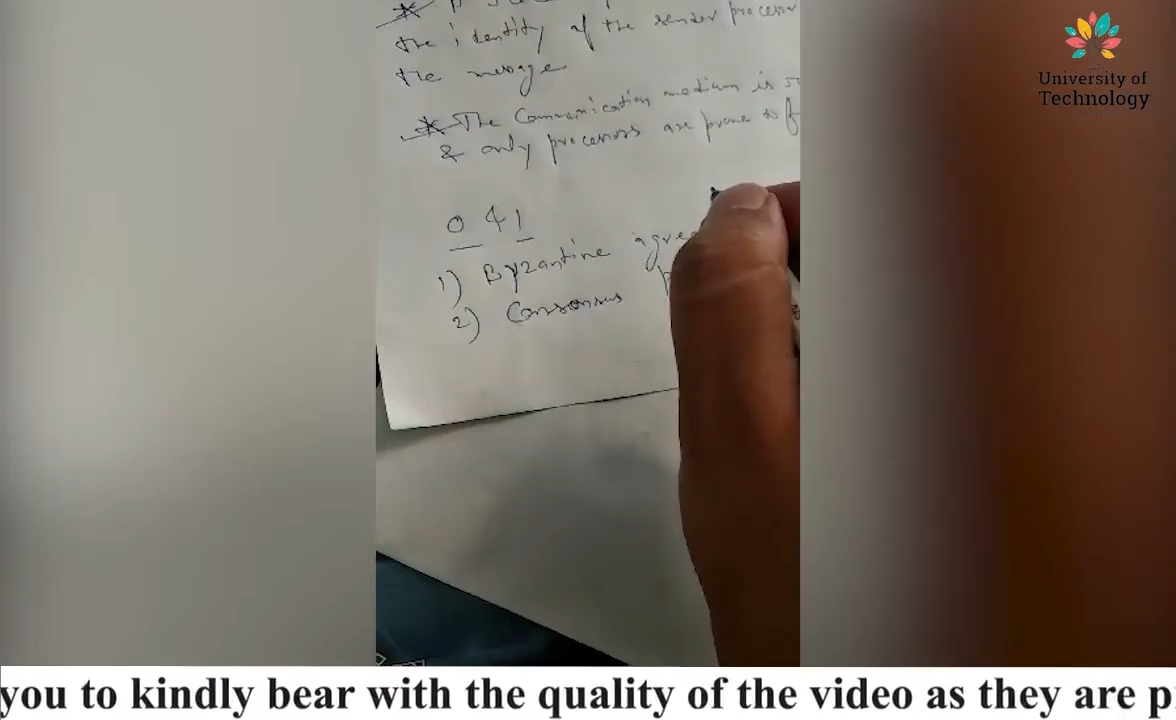 the identity of the sender processor
the message
* The Communication medium is
& only processors are prone to f
0 & 1
1) Byzantine agree
2) Consensus p
University of
Technology
you to kindly bear with the quality of the video as they are p